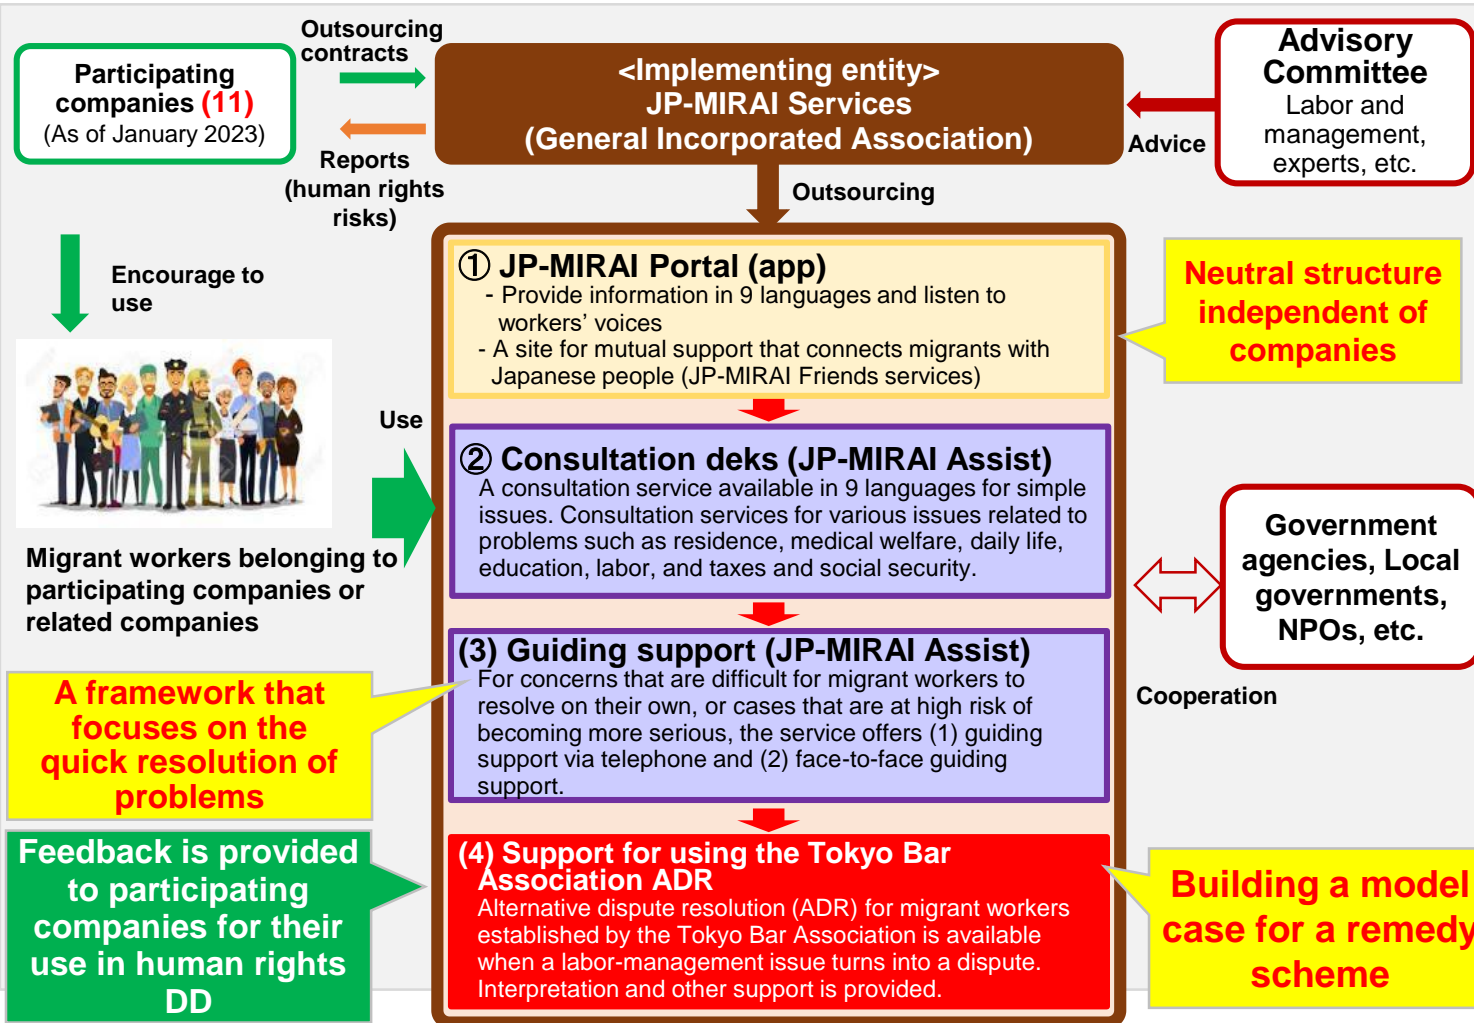 Participating
companies (11)
(As of January 2023)
Outsourcing
contracts
Reports
(human rights
risks)
<Implementing entity>
JP-MIRAI Services
(General Incorporated Association)
Advice
Advisory
Committee
Labor and
management,
experts, etc.
Outsourcing
Encourage to
use
Migrant workers belonging to
participating companies or
related companies
Use
① JP-MIRAI Portal (app)
- Provide information in 9 languages and listen to
workers’ voices
- A site for mutual support that connects migrants with
Japanese people (JP-MIRAI Friends services)
Neutral structure
independent of
companies
② Consultation deks (JP-MIRAI Assist)
A consultation service available in 9 languages for simple
issues. Consultation services for various issues related to
problems such as residence, medical welfare, daily life,
education, labor, and taxes and social security.
Government
agencies, Local
governments,
NPOs, etc.
Cooperation
(3) Guiding support (JP-MIRAI Assist)
For concerns that are difficult for migrant workers to
resolve on their own, or cases that are at high risk of
becoming more serious, the service offers (1) guiding
support via telephone and (2) face-to-face guiding
support.
A framework that
focuses on the
quick resolution of
problems
(4) Support for using the Tokyo Bar
Association ADR
Alternative dispute resolution (ADR) for migrant workers
established by the Tokyo Bar Association is available
when a labor-management issue turns into a dispute.
Interpretation and other support is provided.
Feedback is provided
to participating
companies for their
use in human rights
DD
Building a model
case for a remedy
scheme